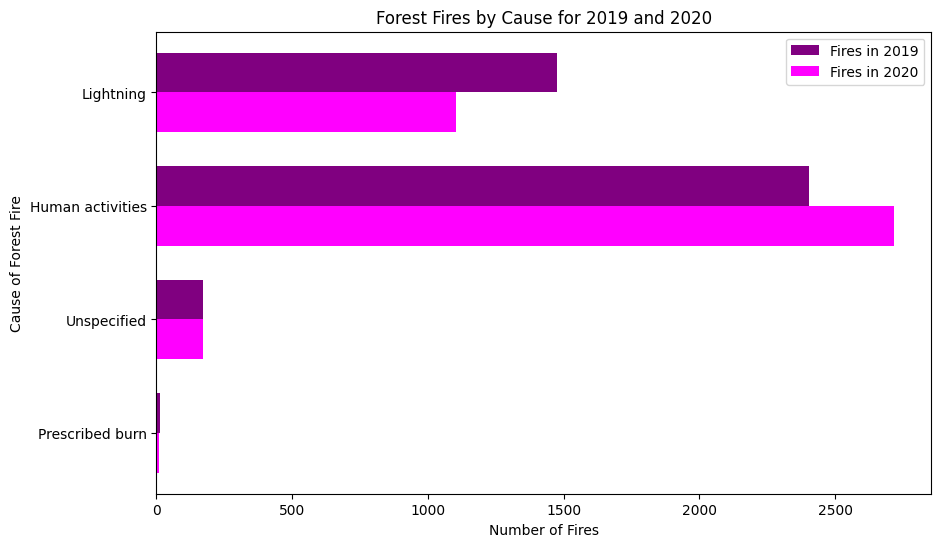 Forest Fires by Cause for 2019 and 2020
Fires in 2019
Fires in 2020
Cause of Forest Fire
Lightning
Human activities
Unspecified
Prescribed burn
0 500 1000 1500 2000 2500
Number of Fires